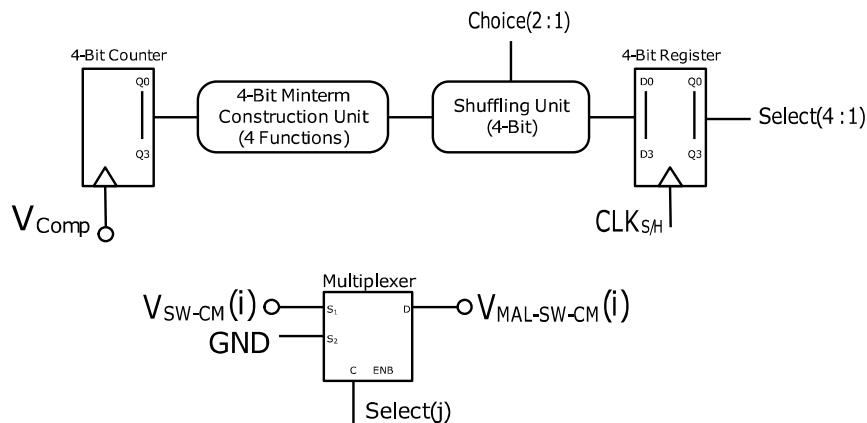 Choice(2:1)
4-Bit Counter
4-Bit Register
Q0
Q3
4-Bit Minterm
Construction Unit
(4 Functions)
Shuffling Unit
(4-Bit)
D0
Q0
D3
Q3
Select(4:1)
VComp
CLKS/H
Multiplexer
VSW-CM(i)
S1
D
VMAL-SW-CM(i)
GND
S2
C
ENB
Select(j)